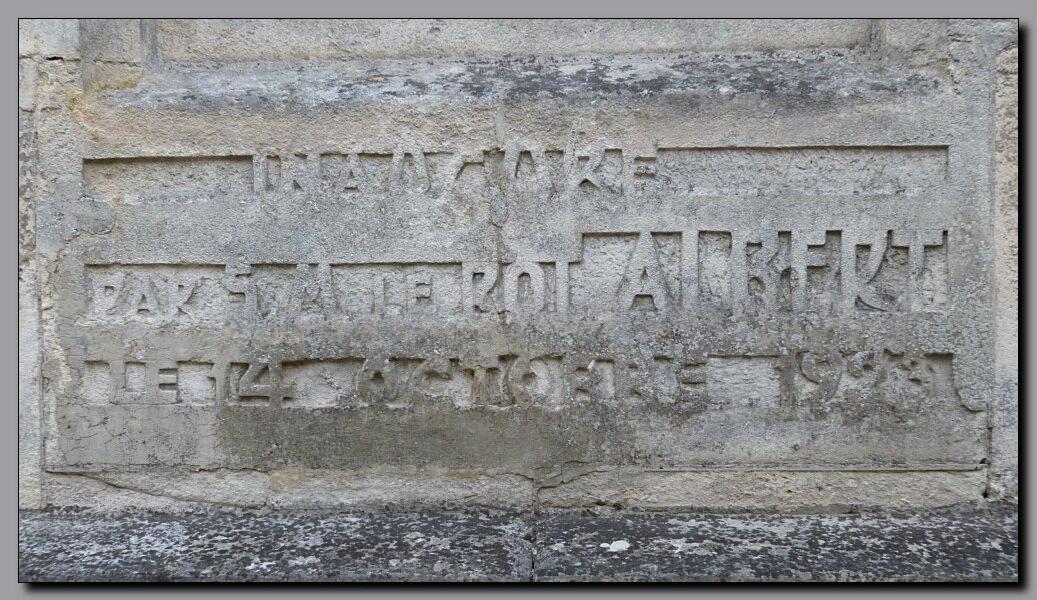 INAUGURE
PAR S.M. LE ROI ALBERT
LE 14 OCTOBRE